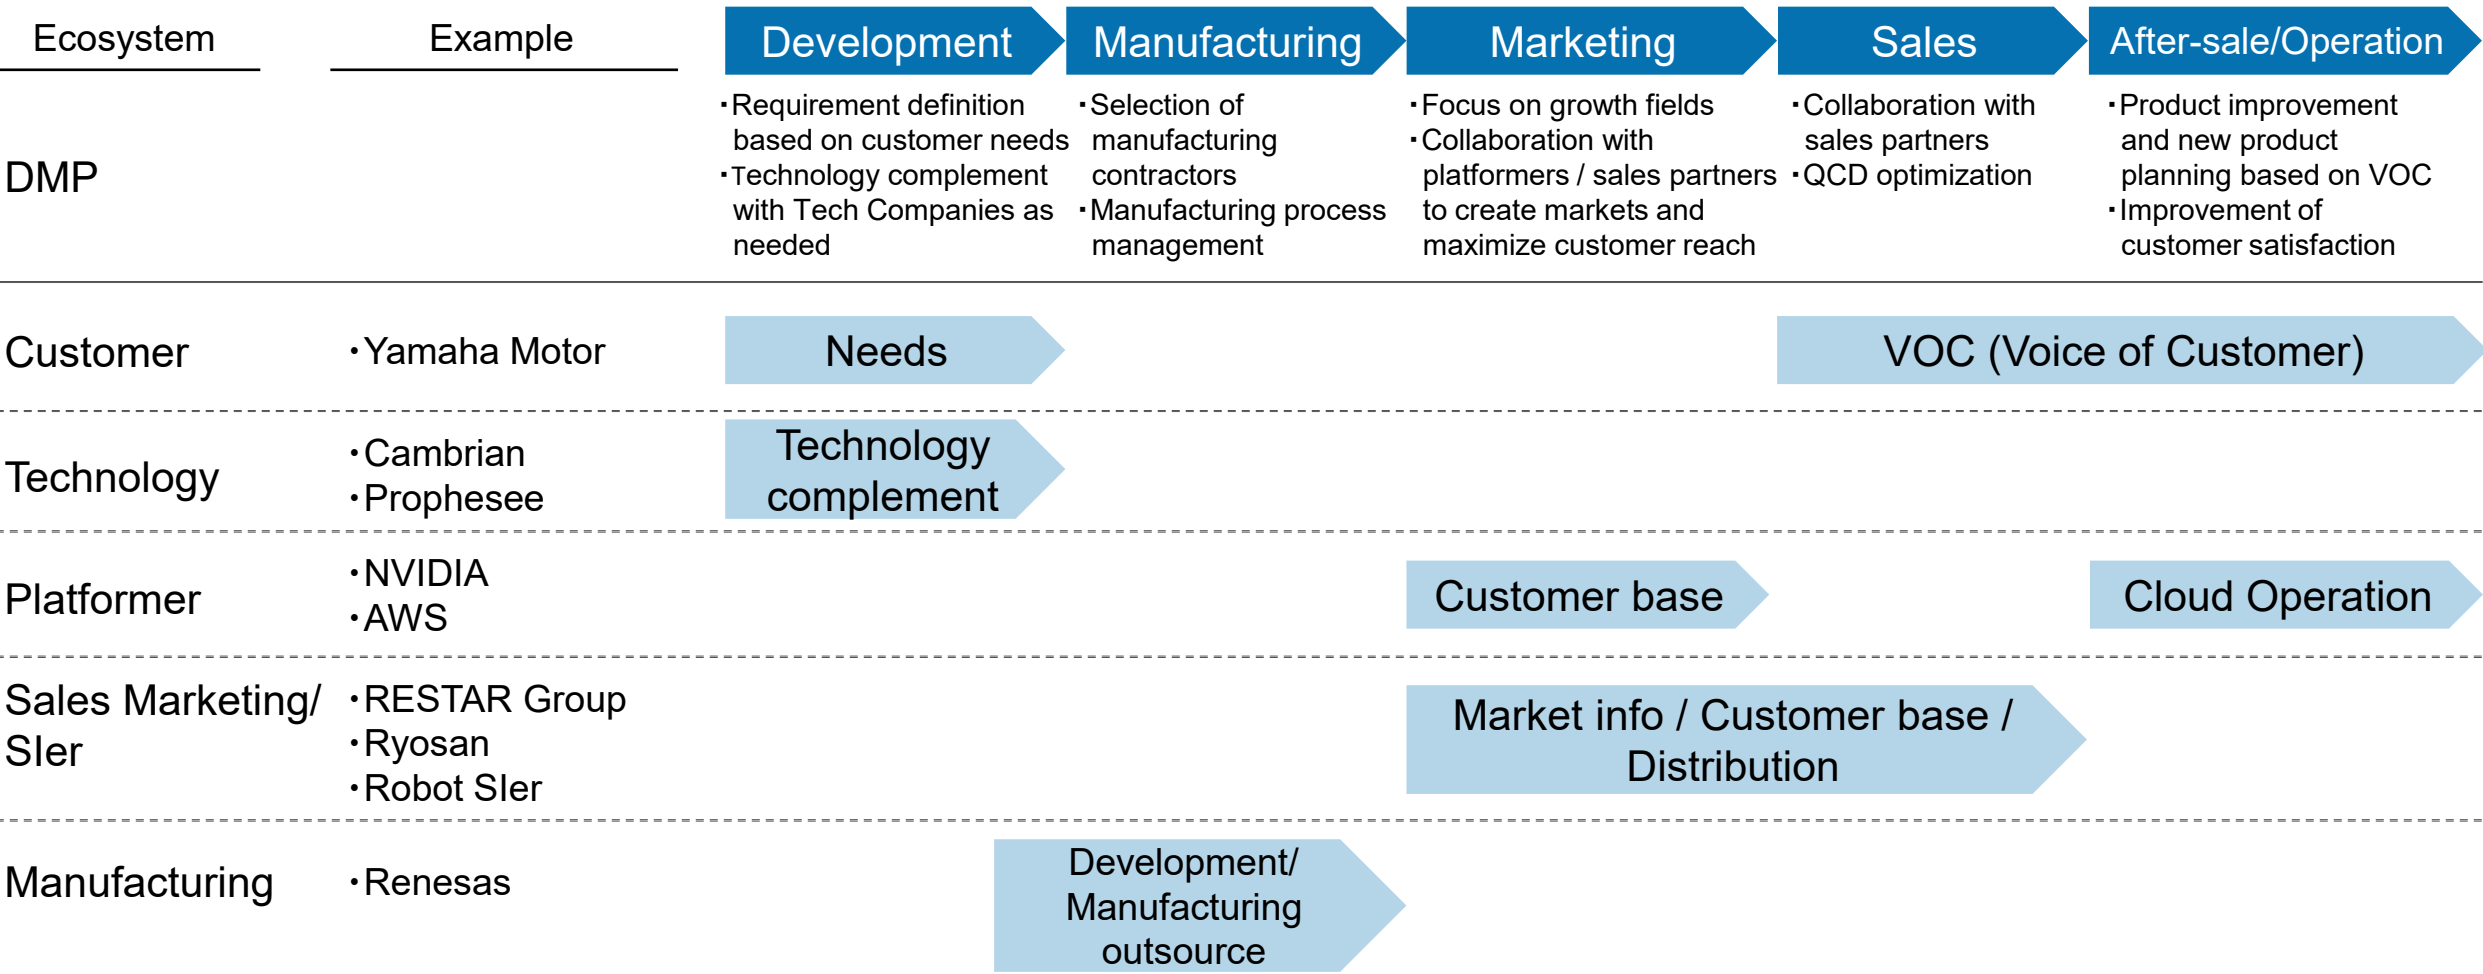 Ecosystem
Example
Development
Manufacturing
Marketing
Sales
After-sale/Operation
DMP
・Requirement definition
based on customer needs
・Technology complement
with Tech Companies as
needed
・Selection of
manufacturing
contractors
・Manufacturing process
management
・Focus on growth fields
・Collaboration with
platformers / sales partners
to create markets and
maximize customer reach
・Collaboration with
sales partners
・QCD optimization
・Product improvement
and new product
planning based on VOC
・Improvement of
customer satisfaction
Customer
・Yamaha Motor
Needs
VOC (Voice of Customer)
Technology
・Cambrian
・Prophesee
Technology
complement
Platformer
・NVIDIA
・AWS
Customer base
Cloud Operation
Sales Marketing/
SIer
・RESTAR Group
・Ryosan
・Robot SIer
Market info / Customer base /
Distribution
Manufacturing
・Renesas
Development/
Manufacturing
outsource